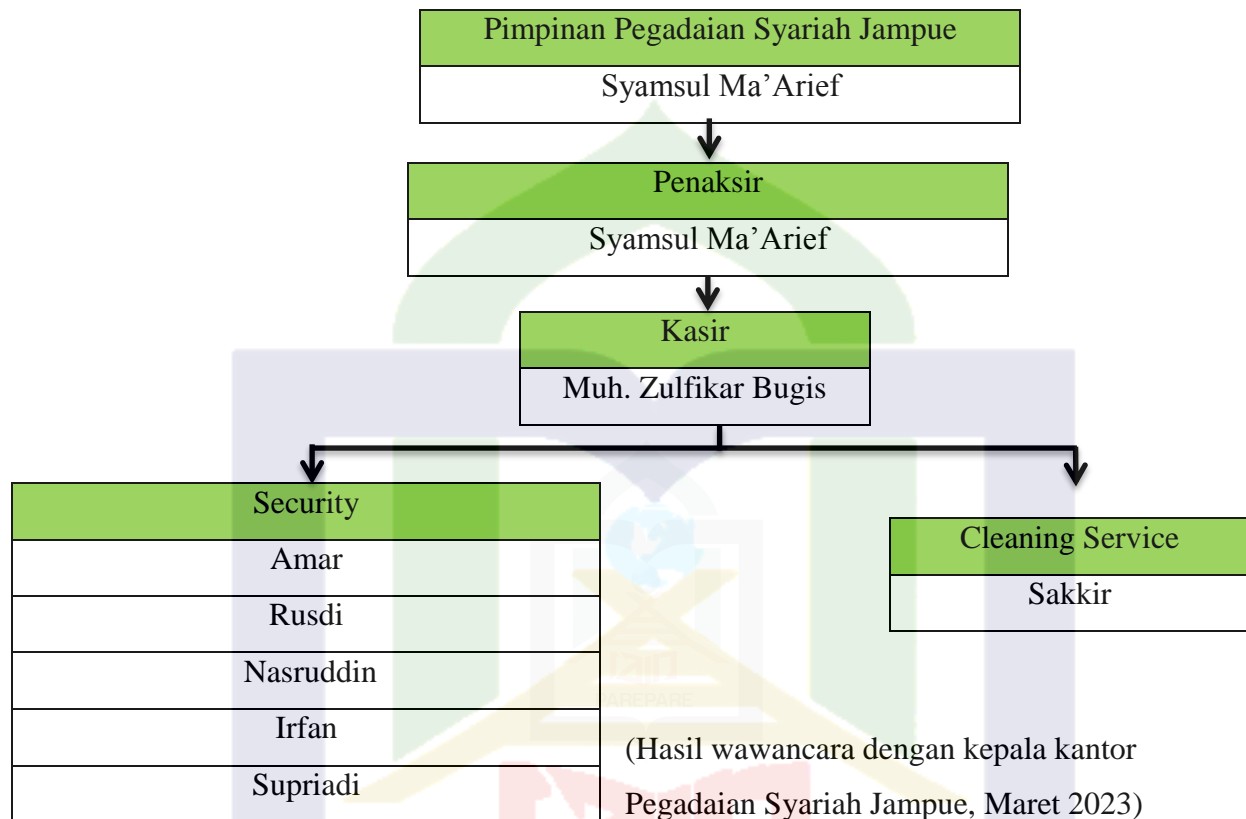 Pimpinan Pegadaian Syariah Jampue
Syamsul Ma’Arief
Penaksir
Syamsul Ma’Arief
Kasir
Muh. Zulfikar Bugis
Security
Amar
Rusdi
Nasruddin
Irfan
Supriadi
Cleaning Service
Sakkir
PAREPARE
(Hasil wawancara dengan kepala kantor
Pegadaian Syariah Jampue, Maret 2023)